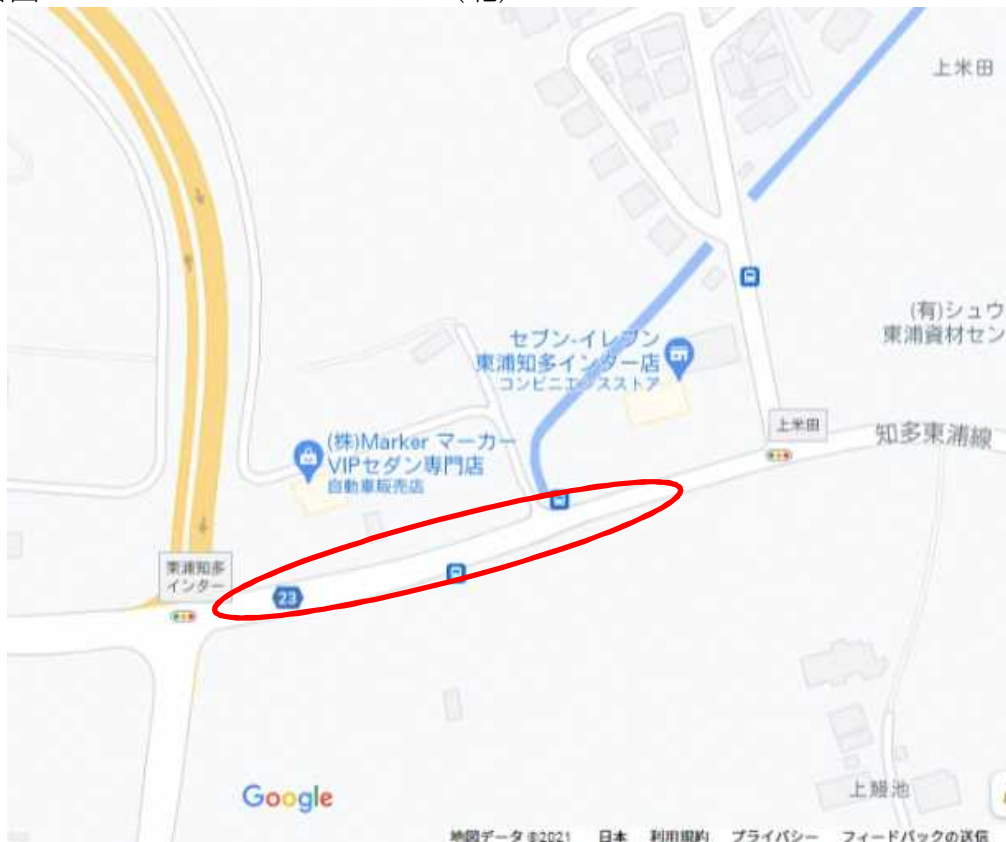 上米田
(有)シュウ
東浦資材セン
セブン-イレブン
東浦知多インター店
コンビニエンスストア
上米田
知多東浦線
(株)Marker マーカー
VIPセダン専門店
自動車販売店
東浦知多
インター
23
上鰻池
Google
地図データ ©2021 日本 利用規約 プライバシー フィードバックの送信